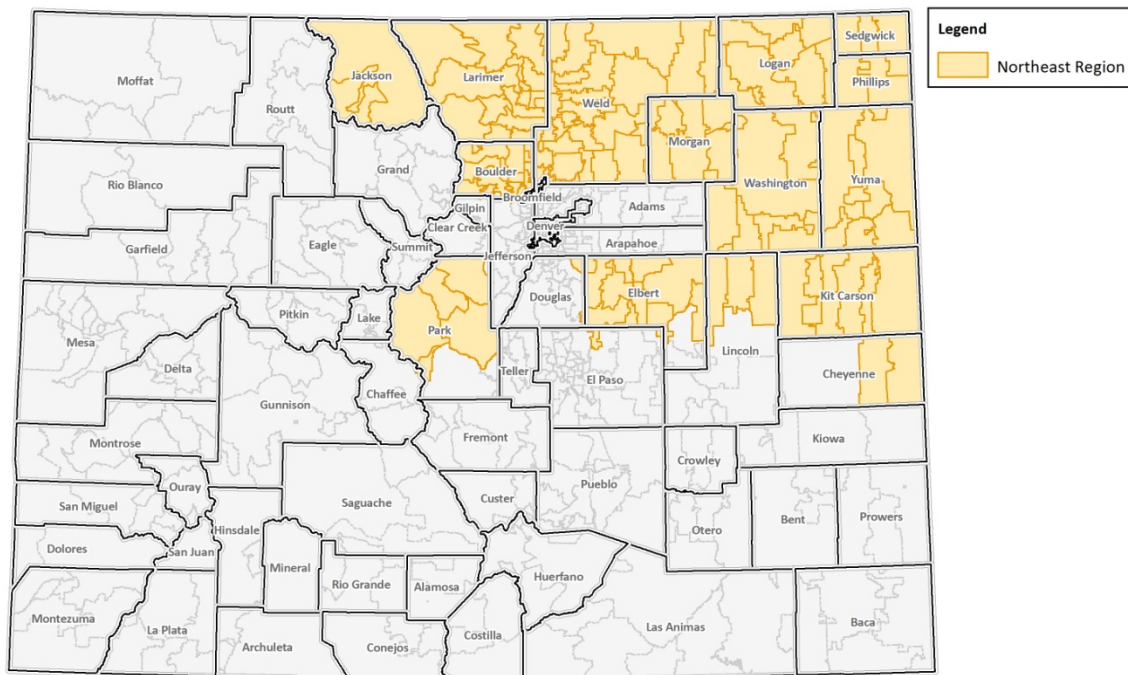 Legend
Northeast Region
Sedgwick
Logan
Phillips
Moffat
Jackson
Larimer
Routt
Weld
Morgan
Grand
Boulder
Rio Blanco
Washington
Yuma
Broomfield
Adams
Gilpin
Clear Creek
Denver
Garfield
Eagle
Summit
Arapahoe
Jefferson
Elbert
Kit Carson
Douglas
Pitkin
Lake
Park
Mesa
Lincoln
Delta
Teller
El Paso
Cheyenne
Chaffee
Gunnison
Fremont
Montrose
Kiowa
Crowley
Ouray
Pueblo
Custer
San Miguel
Saguache
Otero
Bent
Prowers
Hinsdale
Dolores
San Juan
Mineral
Huerfano
Rio Grande
Alamosa
Montezuma
La Plata
Las Animas
Baca
Costilla
Archuleta
Conejos